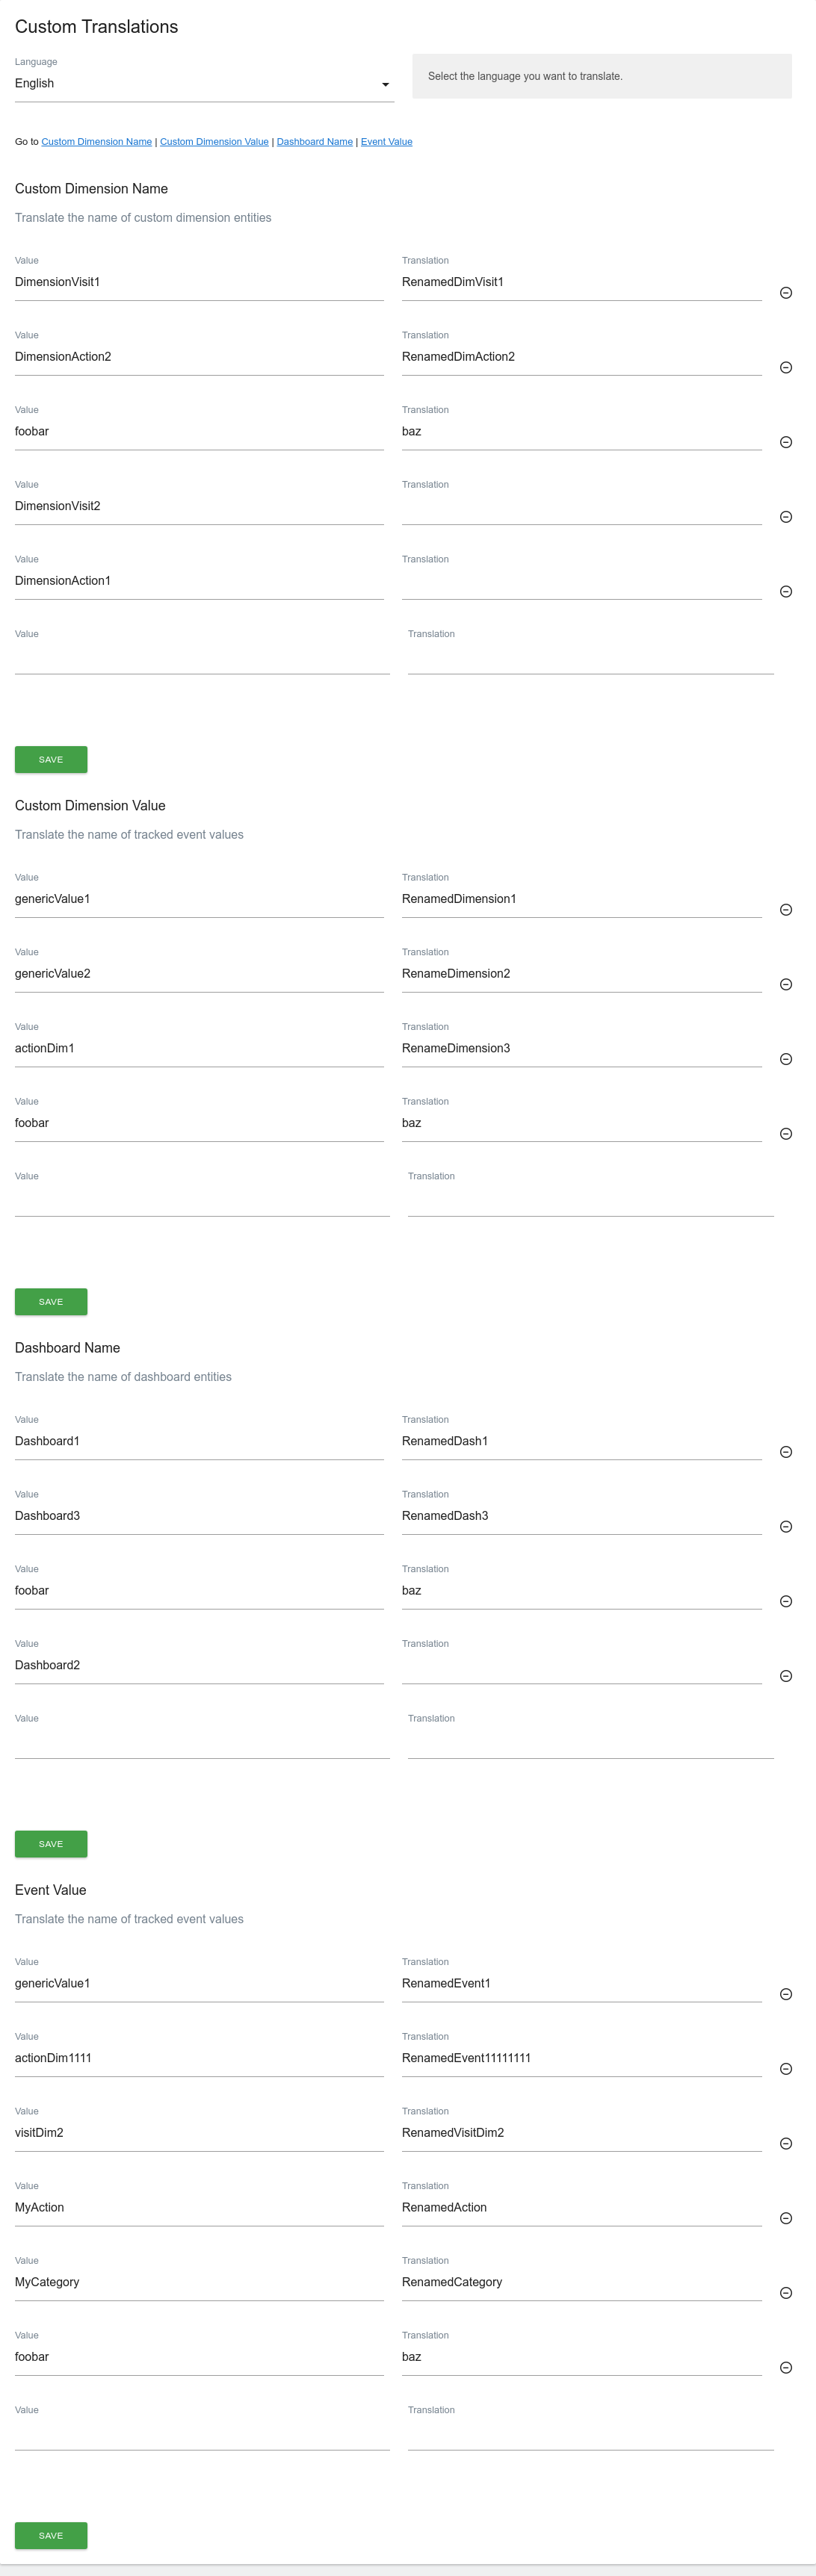 Custom Translations
Language
English
Select the language you want to translate.
Go to Custom Dimension Name | Custom Dimension Value | Dashboard Name | Event Value
Custom Dimension Name
Translate the name of custom dimension entities
Value Translation
DimensionVisit1 RenamedDimVisit1
Value Translation
DimensionAction2 RenamedDimAction2
Value Translation
foobar baz
Value Translation
DimensionVisit2
Value Translation
DimensionAction1
Value Translation
SAVE
Custom Dimension Value
Translate the name of tracked event values
Value Translation
genericValue1 RenamedDimension1
Value Translation
genericValue2 RenameDimension2
Value Translation
actionDim1 RenameDimension3
Value Translation
foobar baz
Value Translation
SAVE
Dashboard Name
Translate the name of dashboard entities
Value Translation
Dashboard1 RenamedDash1
Value Translation
Dashboard3 RenamedDash3
Value Translation
foobar baz
Value Translation
Dashboard2
Value Translation
SAVE
Event Value
Translate the name of tracked event values
Value Translation
genericValue1 RenamedEvent1
Value Translation
actionDim1111 RenamedEvent11111111
Value Translation
visitDim2 RenamedVisitDim2
Value Translation
MyAction RenamedAction
Value Translation
MyCategory RenamedCategory
Value Translation
foobar baz
Value Translation
SAVE